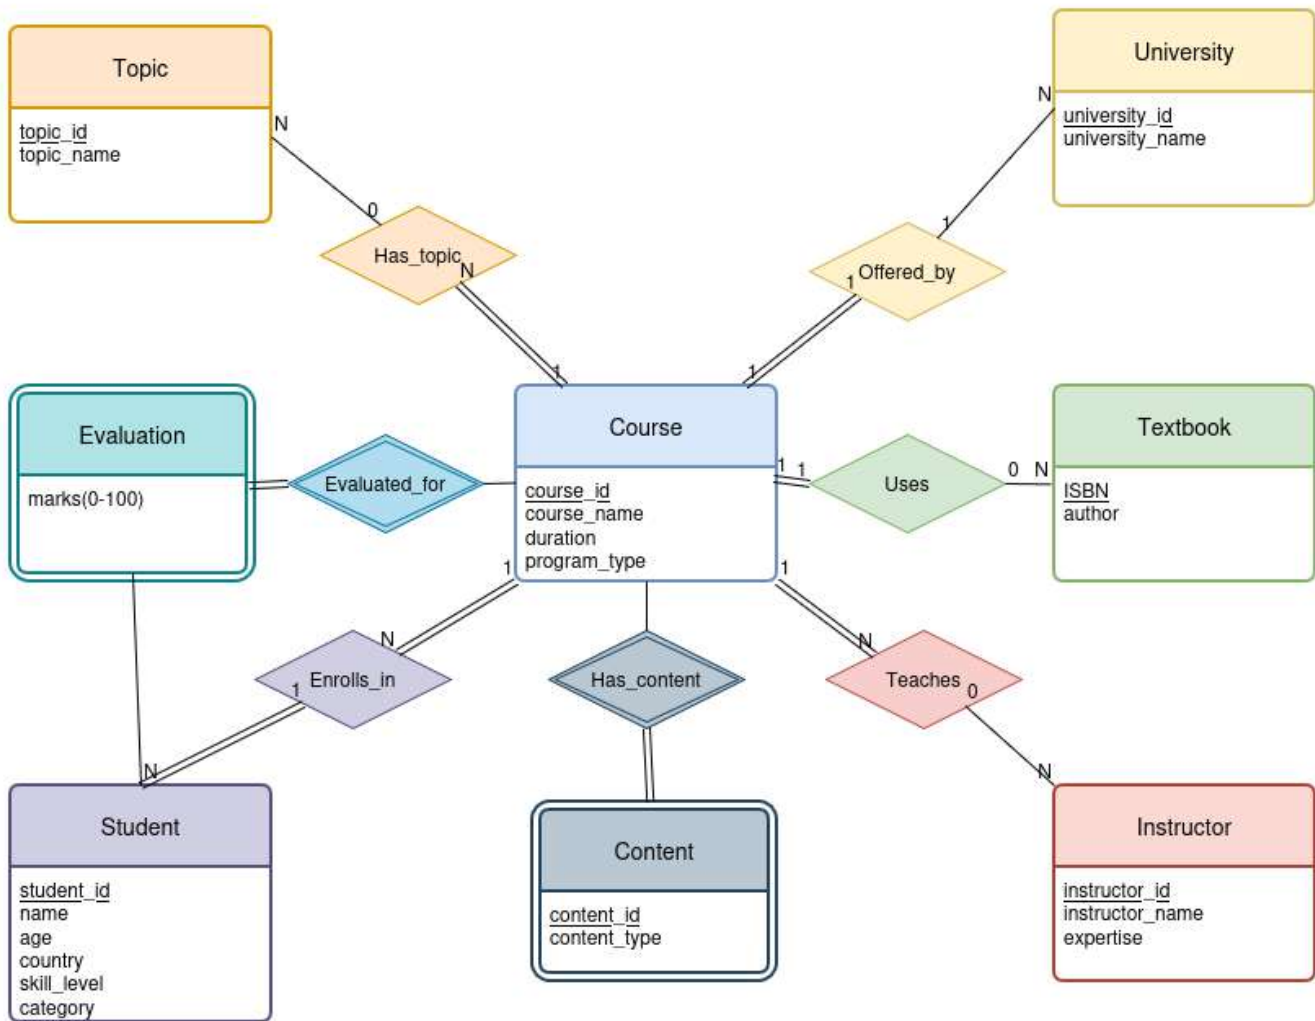 Topic
topic_id
topic_name
University
university_id
university_name
N
0
Has_topic
N
1
N
1
Offered_by
1
1
Evaluation
marks(0-100)
Evaluated_for
Course
course_id
course_name
duration
program_type
1
1
Uses
0
N
Textbook
ISBN
author
1
N
Enrolls_in
1
N
Has_content
1
N
Teaches
0
N
Student
student_id
name
age
country
skill_level
category
Content
content_id
content_type
Instructor
instructor_id
instructor_name
expertise